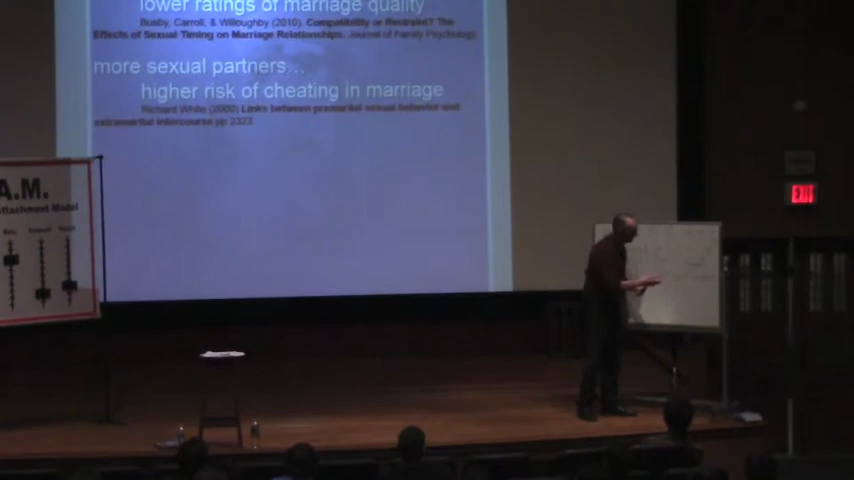 lower ratings of marriage quality
Busby, Carroll, & Willoughby (2010). Compatibility or Restraint? The
Effects of Sexual Timing on Marriage Relationships. Journal of Family Psychology.
more sexual partners...
higher risk of cheating in marriage
Richard White (2000) Links between premarital sexual behavior and
extramarital intercourse pp 2323.
A.M.
ttachment Model
EXIT